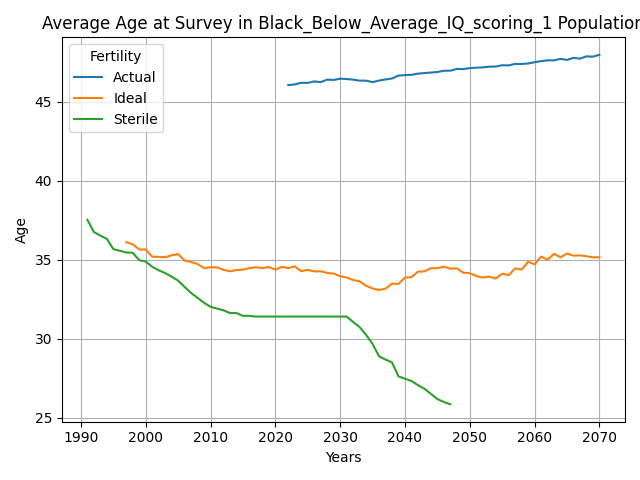 Average Age at Survey in Black_Below_Average_IQ_scoring_1 Population
Fertility
Actual
Ideal
Sterile
Age
45
40
35
30
25
1990 2000 2010 2020 2030 2040 2050 2060 2070
Years